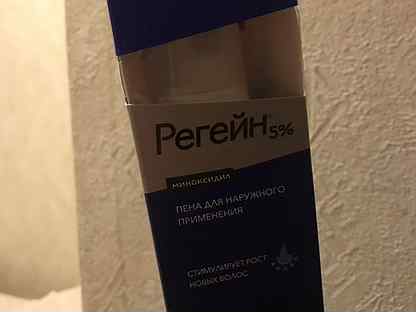 Регейн® 5%
миноксидил
ПЕНА ДЛЯ НАРУЖНОГО
ПРИМЕНЕНИЯ
СТИМУЛИРУЕТ РОСТ
НОВЫХ ВОЛОС